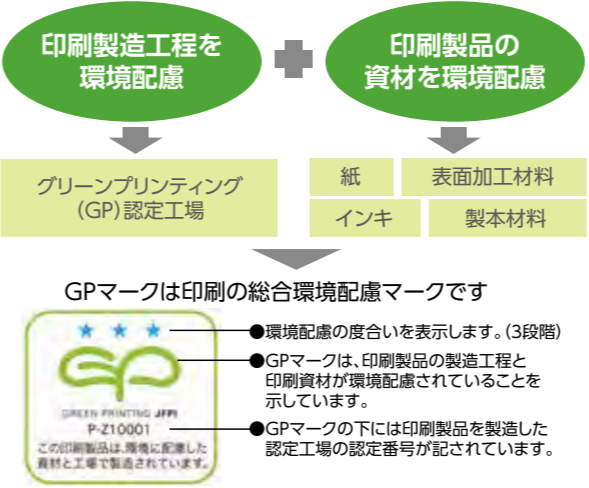 印刷製造工程を
環境配慮
印刷製品の
資材を環境配慮
グリーンプリンティング
(GP)認定工場
紙
表面加工材料
インキ
製本材料
GPマークは印刷の総合環境配慮マークです
●環境配慮の度合いを表示します。(3段階)
●GPマークは、印刷製品の製造工程と
印刷資材が環境配慮されていることを
示しています。
●GPマークの下には印刷製品を製造した
認定工場の認定番号が記されています。
GP
GREEN PRINTING JFPI
P-Z10001
この印刷製品は、環境に配慮した
資材と工場で製造されています。